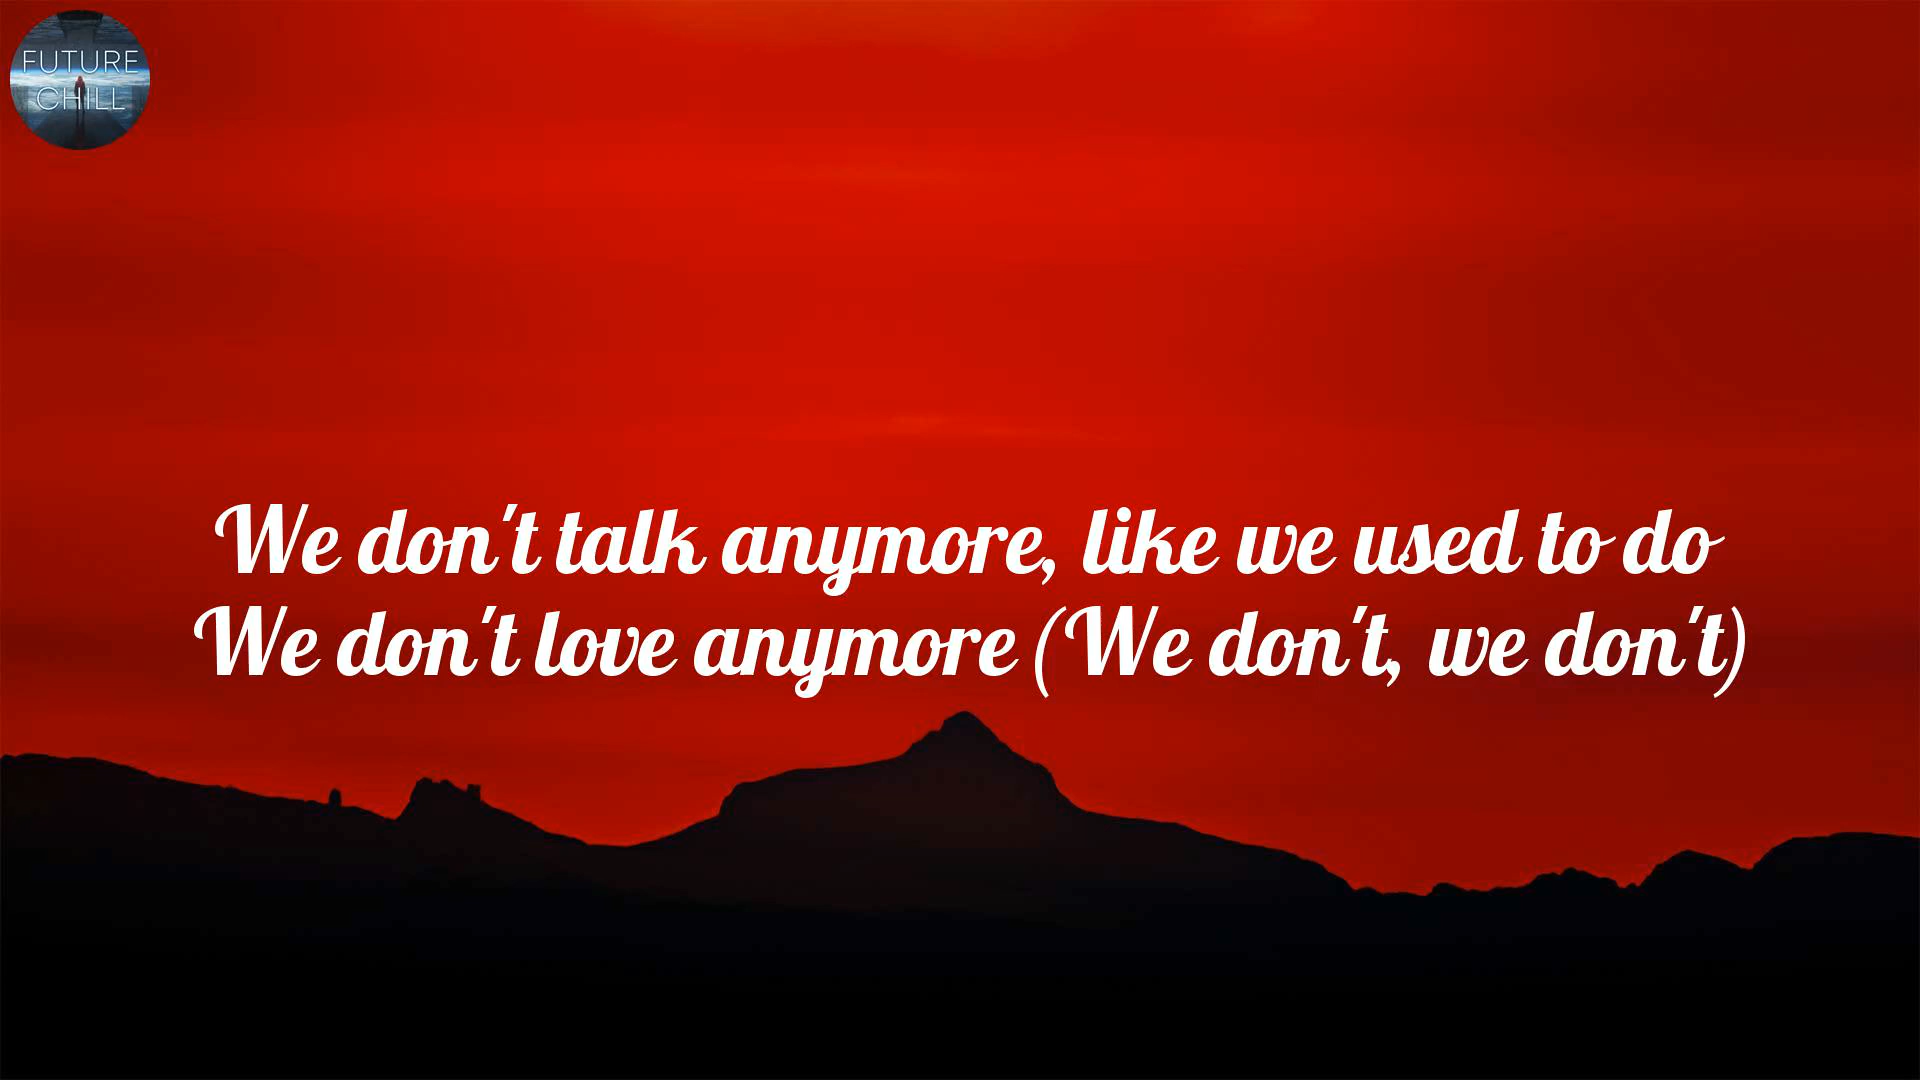 FUTURE
CHILL
We don't talk anymore, like we used to do
We don't love anymore (We don't, we don't)